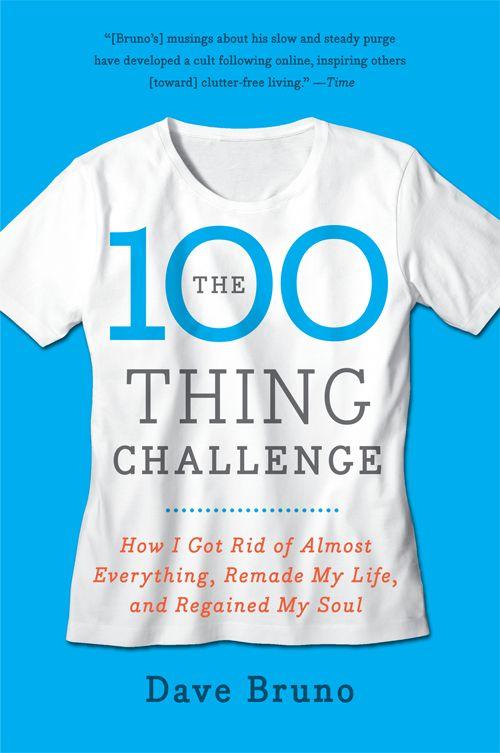 “[Bruno’s] musings about his slow and steady purge
have developed a cult following online, inspiring others
[toward] clutter-free living.” —Time
THE
100
THING
CHALLENGE
How I Got Rid of Almost
Everything, Remade My Life,
and Regained My Soul
Dave Bruno